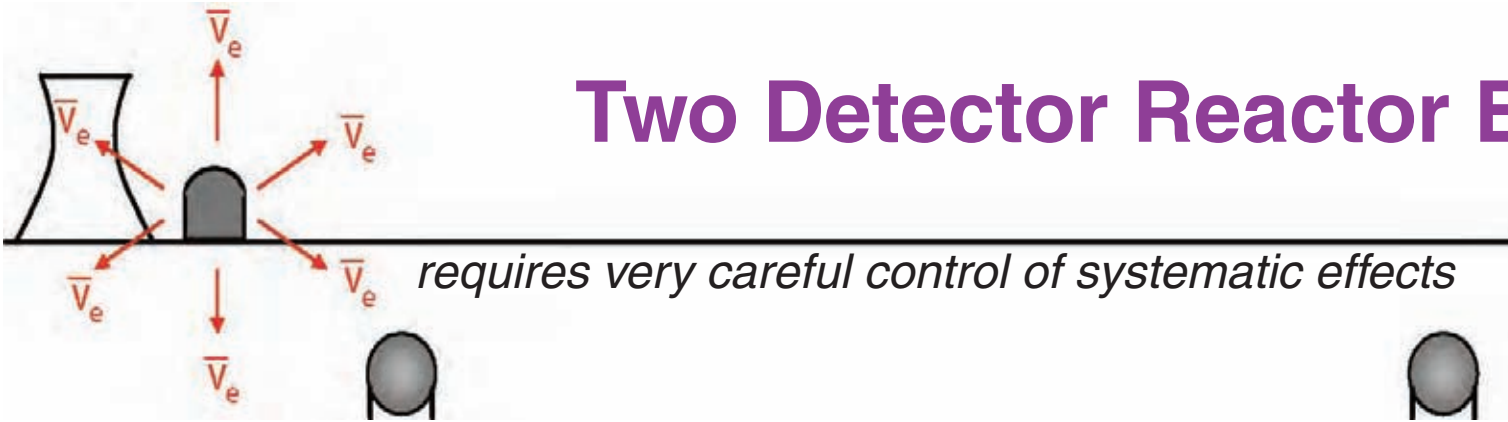 ν̄e
ν̄e
ν̄e
Two Detector Reactor E
requires very careful control of systematic effects
ν̄e
ν̄e
ν̄e